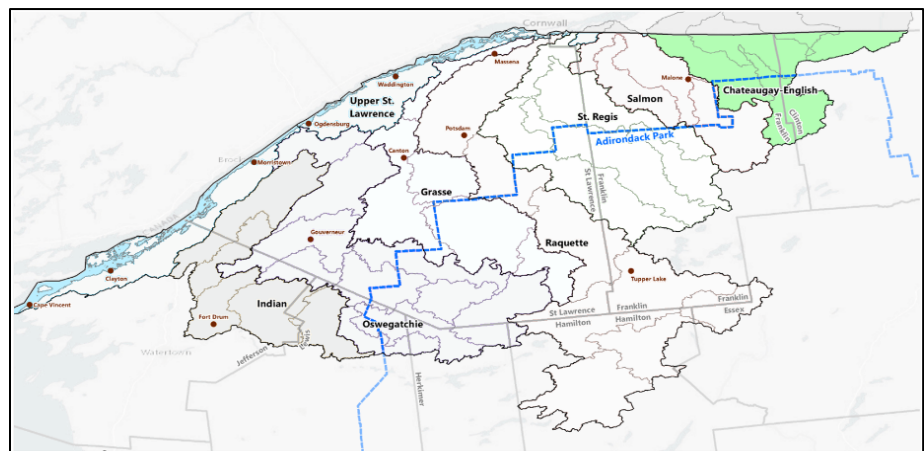 Cornwall
Massena
Waddington
Malone
Chateaugay-English
Upper St.
Lawrence
Salmon
St. Regis
Ogdensburg
Potsdam
Clinton
Franklin
Adirondack Park
Canton
Morristown
St Lawrence
Franklin
Grasse
Gouverneur
Raquette
Clayton
Tupper Lake
Cape Vincent
Indian
St Lawrence
Franklin
Franklin
Fort Drum
Oswegatchie
Hamilton
Hamilton
Essex
Lewis
Watertown
Jefferson
Herkimer